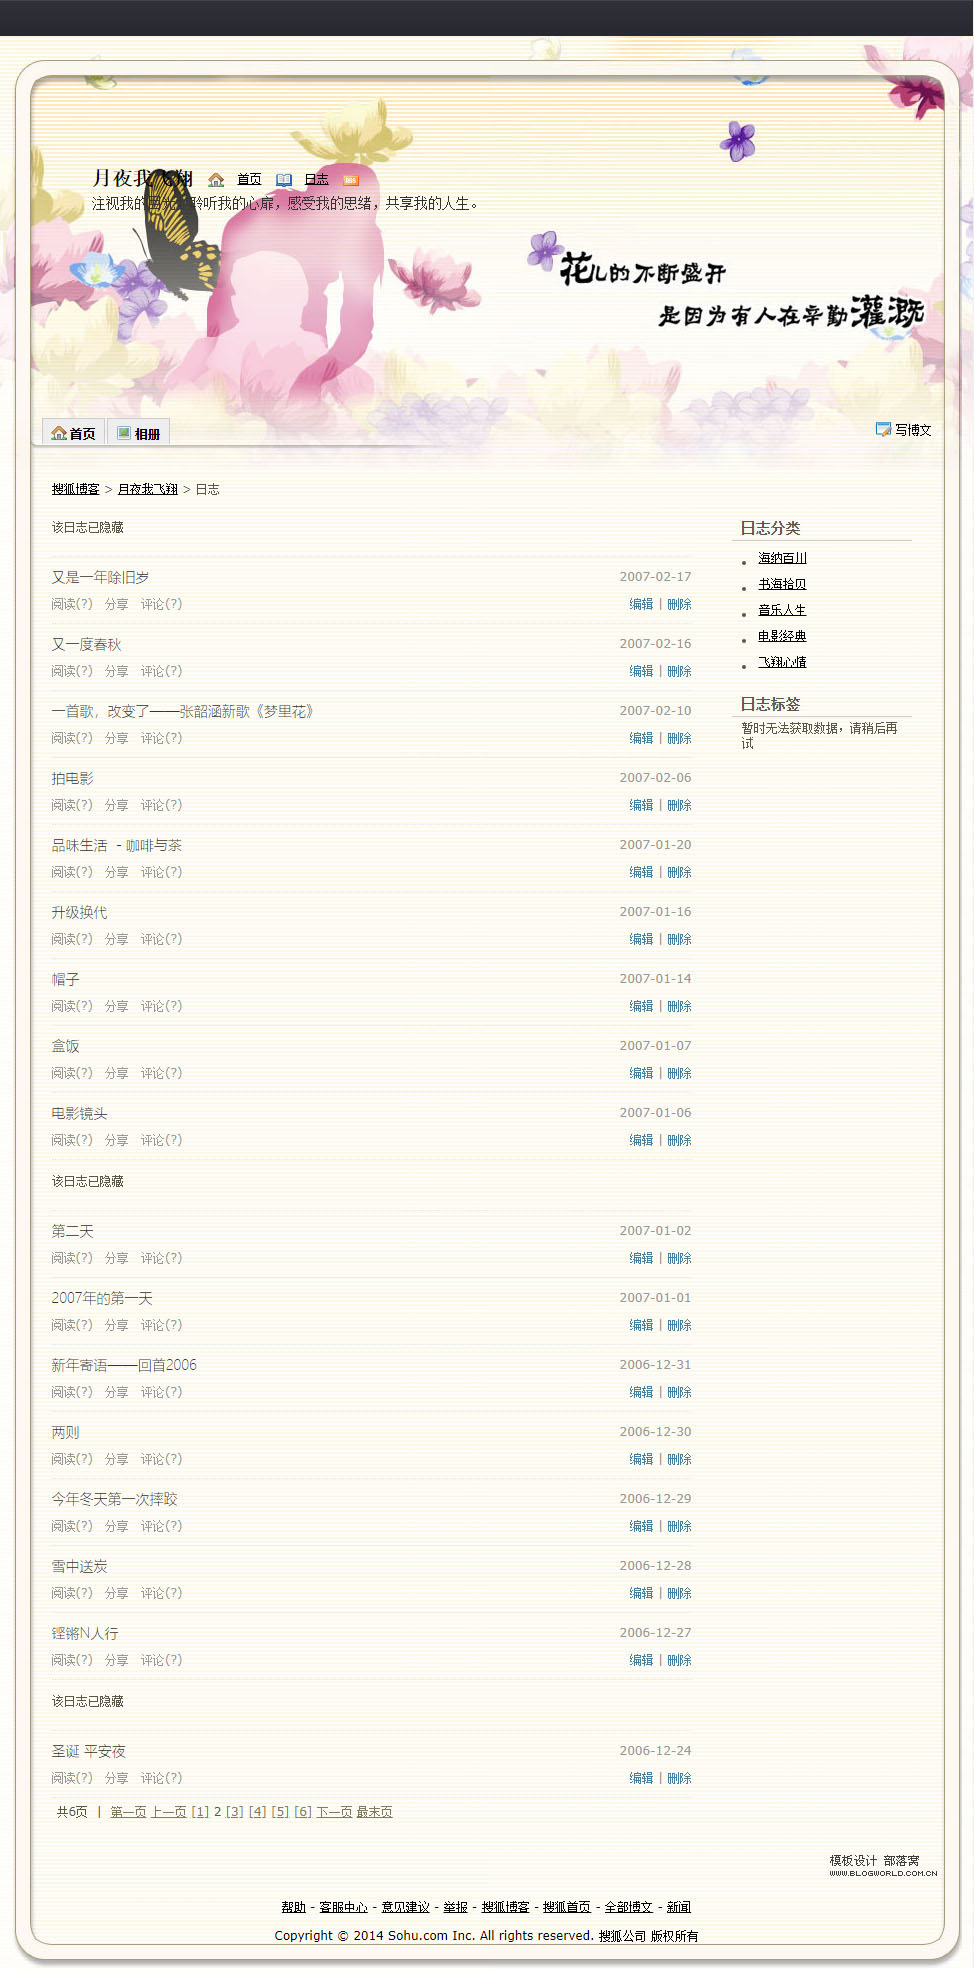 月夜我飞翔 首页 日志
注视我的目光，聆听我的心扉，感受我的思绪，共享我的人生。
花儿的不断盛开
是因为有人在辛勤灌溉
首页 相册 写博文
搜狐博客 > 月夜我飞翔 > 日志
该日志已隐藏
又是一年除旧岁 2007-02-17
阅读(?) 分享 评论(?) 编辑 | 删除
又一度春秋 2007-02-16
阅读(?) 分享 评论(?) 编辑 | 删除
一首歌，改变了——张韶涵新歌《梦里花》 2007-02-10
阅读(?) 分享 评论(?) 编辑 | 删除
拍电影 2007-02-06
阅读(?) 分享 评论(?) 编辑 | 删除
品味生活 - 咖啡与茶 2007-01-20
阅读(?) 分享 评论(?) 编辑 | 删除
升级换代 2007-01-16
阅读(?) 分享 评论(?) 编辑 | 删除
帽子 2007-01-14
阅读(?) 分享 评论(?) 编辑 | 删除
盒饭 2007-01-07
阅读(?) 分享 评论(?) 编辑 | 删除
电影镜头 2007-01-06
阅读(?) 分享 评论(?) 编辑 | 删除
该日志已隐藏
第二天 2007-01-02
阅读(?) 分享 评论(?) 编辑 | 删除
2007年的第一天 2007-01-01
阅读(?) 分享 评论(?) 编辑 | 删除
新年寄语——回首2006 2006-12-31
阅读(?) 分享 评论(?) 编辑 | 删除
两则 2006-12-30
阅读(?) 分享 评论(?) 编辑 | 删除
今年冬天第一次摔跤 2006-12-29
阅读(?) 分享 评论(?) 编辑 | 删除
雪中送炭 2006-12-28
阅读(?) 分享 评论(?) 编辑 | 删除
铿锵N人行 2006-12-27
阅读(?) 分享 评论(?) 编辑 | 删除
该日志已隐藏
圣诞 平安夜 2006-12-24
阅读(?) 分享 评论(?) 编辑 | 删除
共6页 | 第一页 上一页 [1] 2 [3] [4] [5] [6] 下一页 最末页
日志分类
海纳百川
书海拾贝
音乐人生
电影经典
飞翔心情
日志标签
暂时无法获取数据，请稍后再
试
模板设计 部落窝
WWW.BLOGWORLD.COM.CN
帮助 - 客服中心 - 意见建议 - 举报 - 搜狐博客 - 搜狐首页 - 全部博文 - 新闻
Copyright © 2014 Sohu.com Inc. All rights reserved. 搜狐公司 版权所有